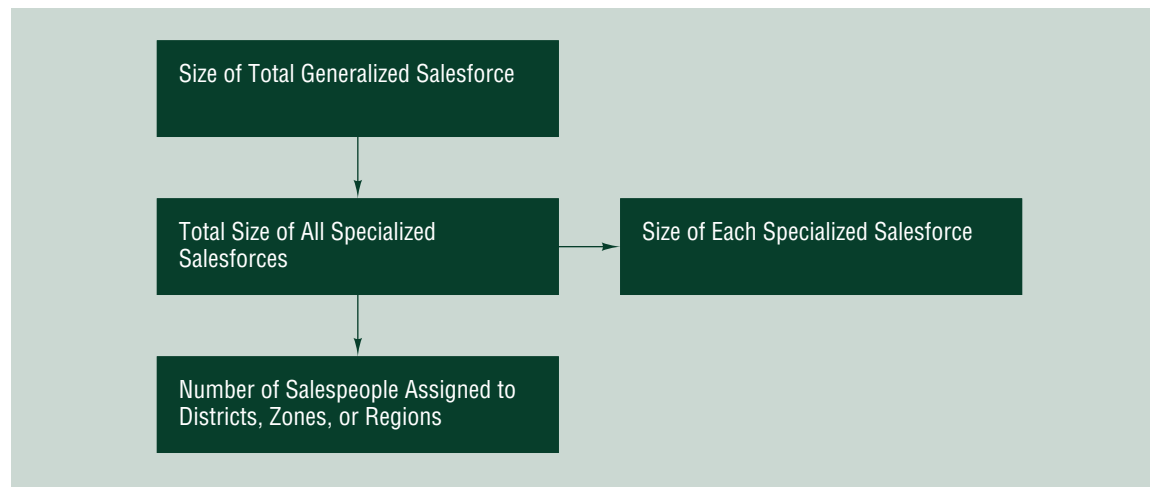 Size of Total Generalized Salesforce
Total Size of All Specialized
Salesforces
Size of Each Specialized Salesforce
Number of Salespeople Assigned to
Districts, Zones, or Regions